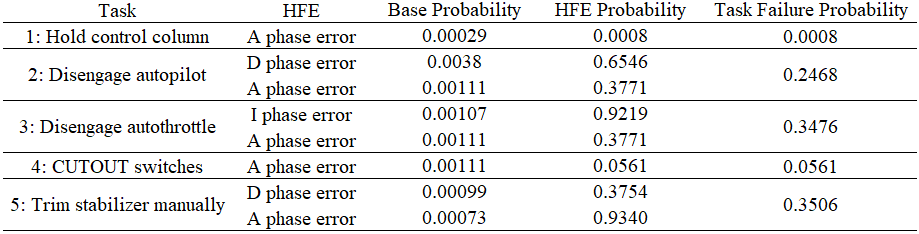 Task HFE Base Probability HFE Probability Task Failure Probability
1: Hold control column A phase error 0.00029 0.0008 0.0008
2: Disengage autopilot D phase error 0.0038 0.6546 0.2468
A phase error 0.00111 0.3771
3: Disengage autothrottle I phase error 0.00107 0.9219 0.3476
A phase error 0.00111 0.3771
4: CUTOUT switches A phase error 0.00111 0.0561 0.0561
5: Trim stabilizer manually D phase error 0.00099 0.3754 0.3506
A phase error 0.00073 0.9340